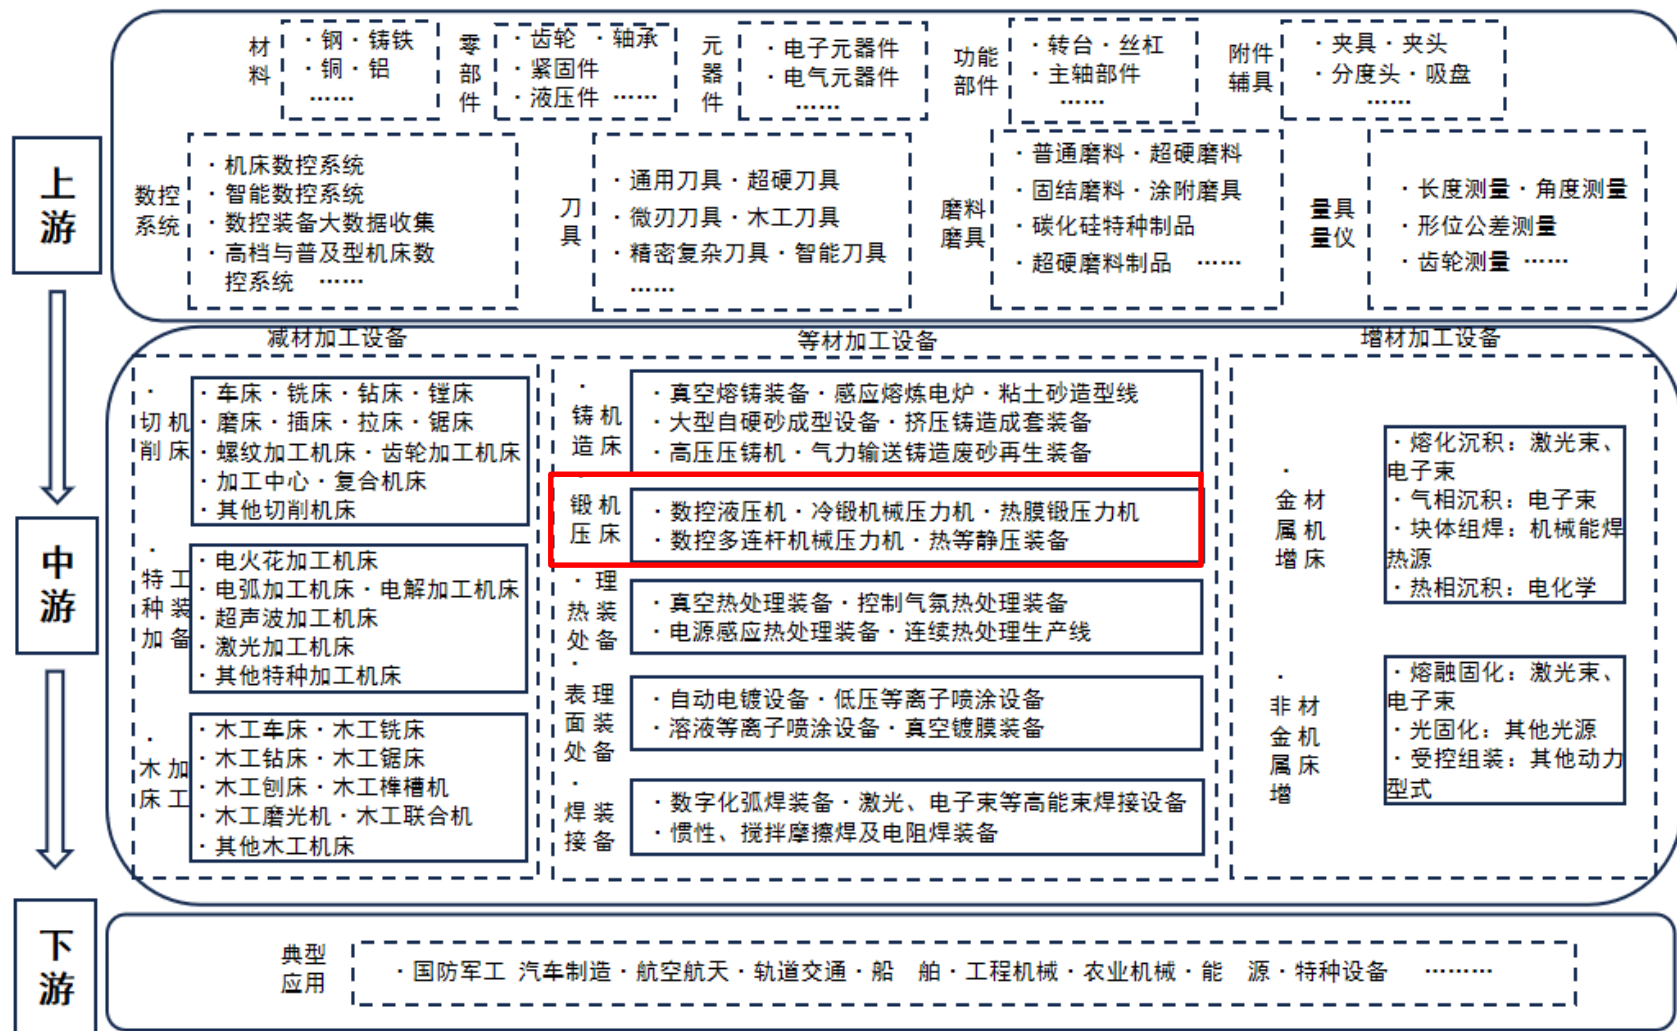 上游
材料
·钢·铸铁
·铜·铝
……
零部件
·齿轮 ·轴承
·紧固件
·液压件 ……
元器件
·电子元器件
·电气元器件
……
功能部件
·转台·丝杠
·主轴部件
……
附件辅具
·夹具·夹头
·分度头·吸盘
……
数控系统
·机床数控系统
·智能数控系统
·数控装备大数据收集
·高档与普及型机床数
控系统 ……
刀具
·通用刀具·超硬刀具
·微刃刀具·木工刀具
·精密复杂刀具·智能刀具
……
磨料磨具
·普通磨料·超硬磨料
·固结磨料·涂附磨具
·碳化硅特种制品
·超硬磨料制品 ……
量具量仪
·长度测量·角度测量
·形位公差测量
·齿轮测量 ……
中游
减材加工设备
·
切机
削床
·车床·铣床·钻床·镗床
·磨床·插床·拉床·锯床
·螺纹加工机床·齿轮加工机床
·加工中心·复合机床
·其他切削机床
·
特工
种装
加备
·电火花加工机床
·电弧加工机床·电解加工机床
·超声波加工机床
·激光加工机床
·其他特种加工机床
·
木加
床工
·木工车床·木工铣床
·木工钻床·木工锯床
·木工刨床·木工榫槽机
·木工磨光机·木工联合机
·其他木工机床
等材加工设备
·
铸机
造床
·真空熔铸装备·感应熔炼电炉·粘土砂造型线
·大型自硬砂成型设备·挤压铸造成套装备
·高压压铸机·气力输送铸造废砂再生装备
·
锻机
压床
·数控液压机·冷锻机械压力机·热膜锻压力机
·数控多连杆机械压力机·热等静压装备
·理
热装
处备
·真空热处理装备·控制气氛热处理装备
·电源感应热处理装备·连续热处理生产线
·
表理
面装
处备
·自动电镀设备·低压等离子喷涂设备
·溶液等离子喷涂设备·真空镀膜装备
·
焊装
接备
·数字化弧焊装备·激光、电子束等高能束焊接设备
·惯性、搅拌摩擦焊及电阻焊装备
增材加工设备
·
金材
属机
增床
·熔化沉积：激光束、
电子束
·气相沉积：电子束
·块体组焊：机械能焊
热源
·热相沉积：电化学
·
非材
金机
属床
增
·熔融固化：激光束、
电子束
·光固化：其他光源
·受控组装：其他动力
型式
下游
典型应用
·国防军工 汽车制造·航空航天·轨道交通·船 舶·工程机械·农业机械·能 源·特种设备 ………